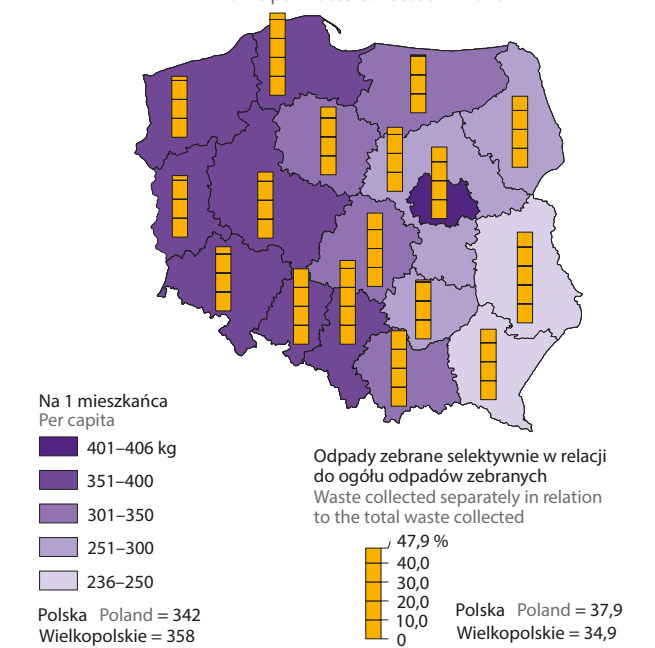 Na 1 mieszkańca
Per capita
401–406 kg
351–400
301–350
251–300
236–250
Polska Poland = 342
Wielkopolskie = 358
Odpady zebrane selektywnie w relacji
do ogółu odpadów zebranych
Waste collected separately in relation
to the total waste collected
47,9 %
40,0
30,0
20,0
10,0
0
Polska Poland = 37,9
Wielkopolskie = 34,9